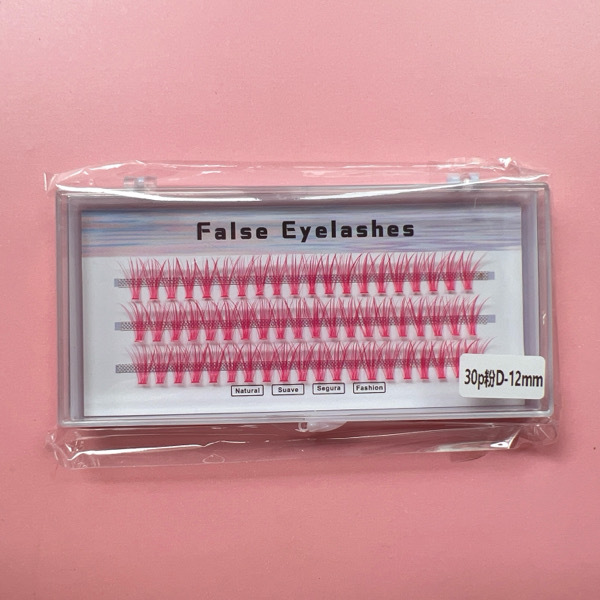 False Eyelashes
30p粉D-12mm
Natural Suave Segura Fashion